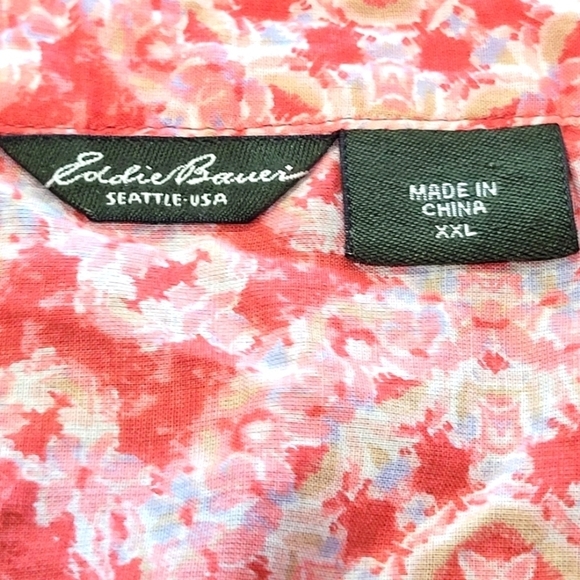 Eddie Bauer
SEATTLE·USA
MADE IN
CHINA
XXL